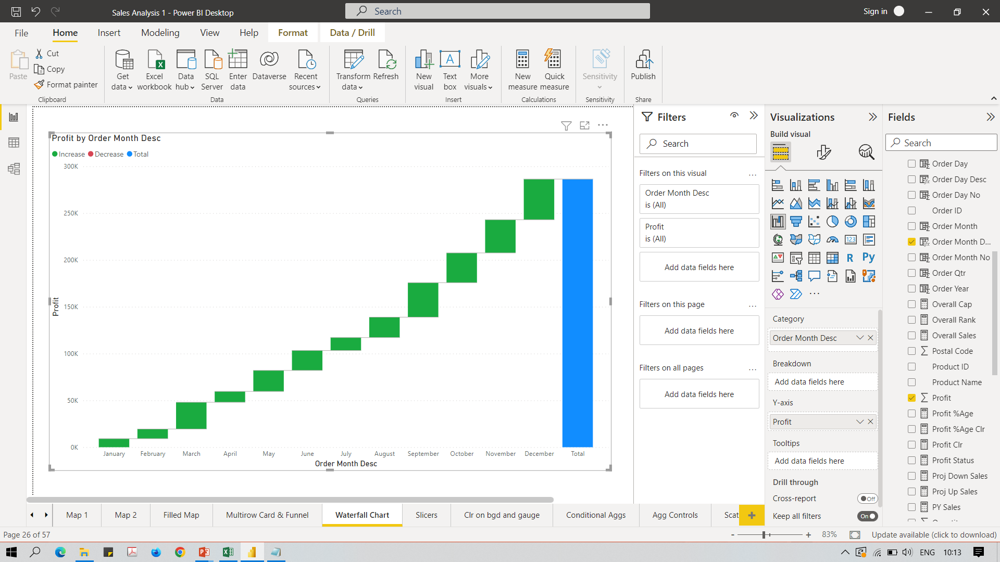 Sales Analysis 1 - Power BI Desktop
Search
Sign in
File
Home
Insert
Modeling
View
Help
Format
Data / Drill
Paste
Cut
Copy
Format painter
Clipboard
Get data
Excel workbook
Data hub
SQL Server
Enter data
Dataverse
Recent sources
Data
Transform data
Refresh
Queries
New visual
Text box
More visuals
Insert
New measure
Quick measure
Calculations
Sensitivity
Sensitivity
Publish
Share
Profit by Order Month Desc
Increase Decrease Total
300K
250K
200K
150K
100K
50K
0K
Profit
January February March April May June July August September October November December Total
Order Month Desc
Filters
Search
Filters on this visual
...
Order Month Desc
is (All)
Profit
is (All)
Add data fields here
Filters on this page
...
Add data fields here
Filters on all pages
...
Add data fields here
Visualizations
Build visual
123
R
Py
...
Category
Order Month Desc
Breakdown
Add data fields here
Y-axis
Profit
Tooltips
Add data fields here
Drill through
Cross-report
Off
Keep all filters
On
Fields
Search
Order Day
Order Day Desc
Order Day No
Order ID
Order Month
Order Month D...
Order Month No
Order Qtr
Order Year
Overall Cap
Overall Rank
Overall Sales
Postal Code
Product ID
Product Name
Profit
Profit %Age
Profit %Age Clr
Profit Clr
Profit Status
Proj Down Sales
Proj Up Sales
PY Sales
Map 1
Map 2
Filled Map
Multirow Card & Funnel
Waterfall Chart
Slicers
Clr on bgd and gauge
Conditional Aggs
Agg Controls
Scat
Page 26 of 57
83%
Update available (click to download)
ENG
10:13